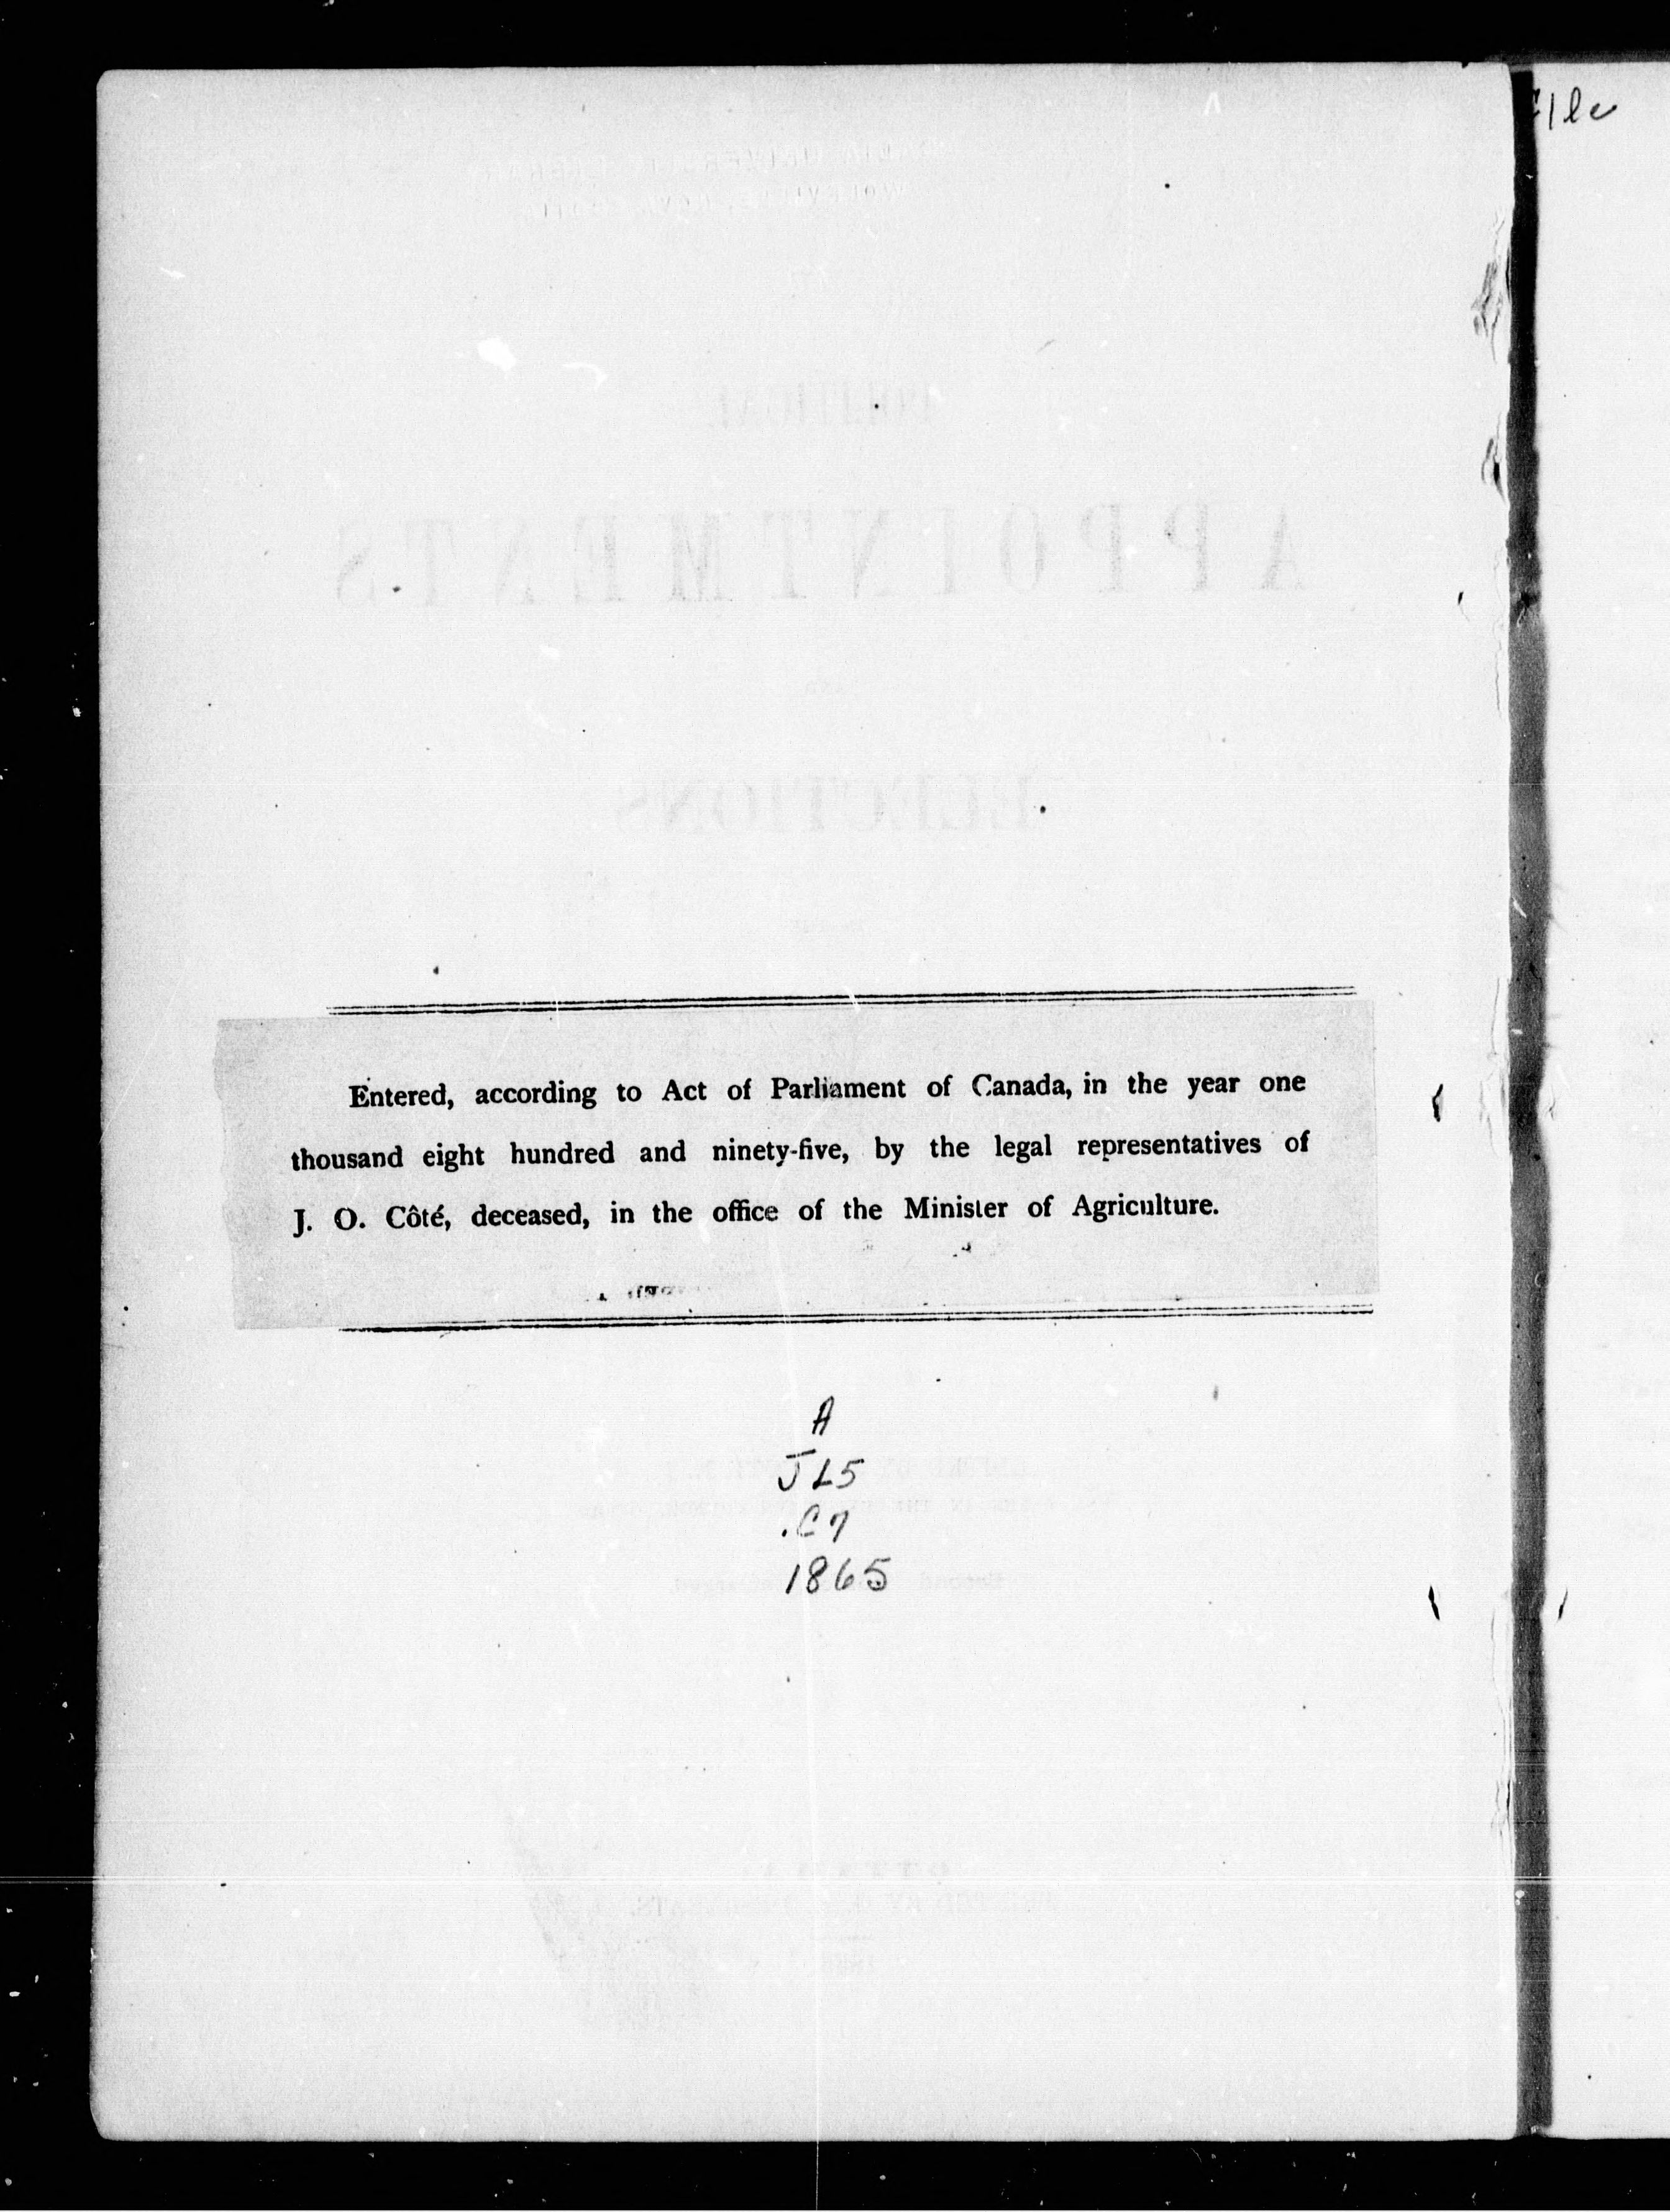 Entered, according to Act of Parliament of Canada, in the year one
thousand eight hundred and ninety-five, by the legal representatives of
J. O. Côté, deceased, in the office of the Minister of Agriculture.
A
JL5
.C7
1865